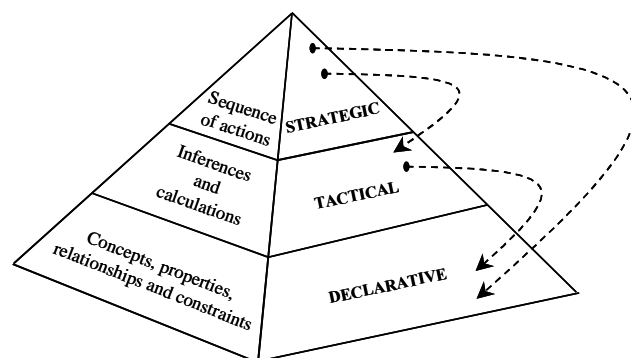 Sequence
of actions
STRATEGIC
Inferences
and
calculations
TACTICAL
Concepts, properties,
relationships and constraints
DECLARATIVE